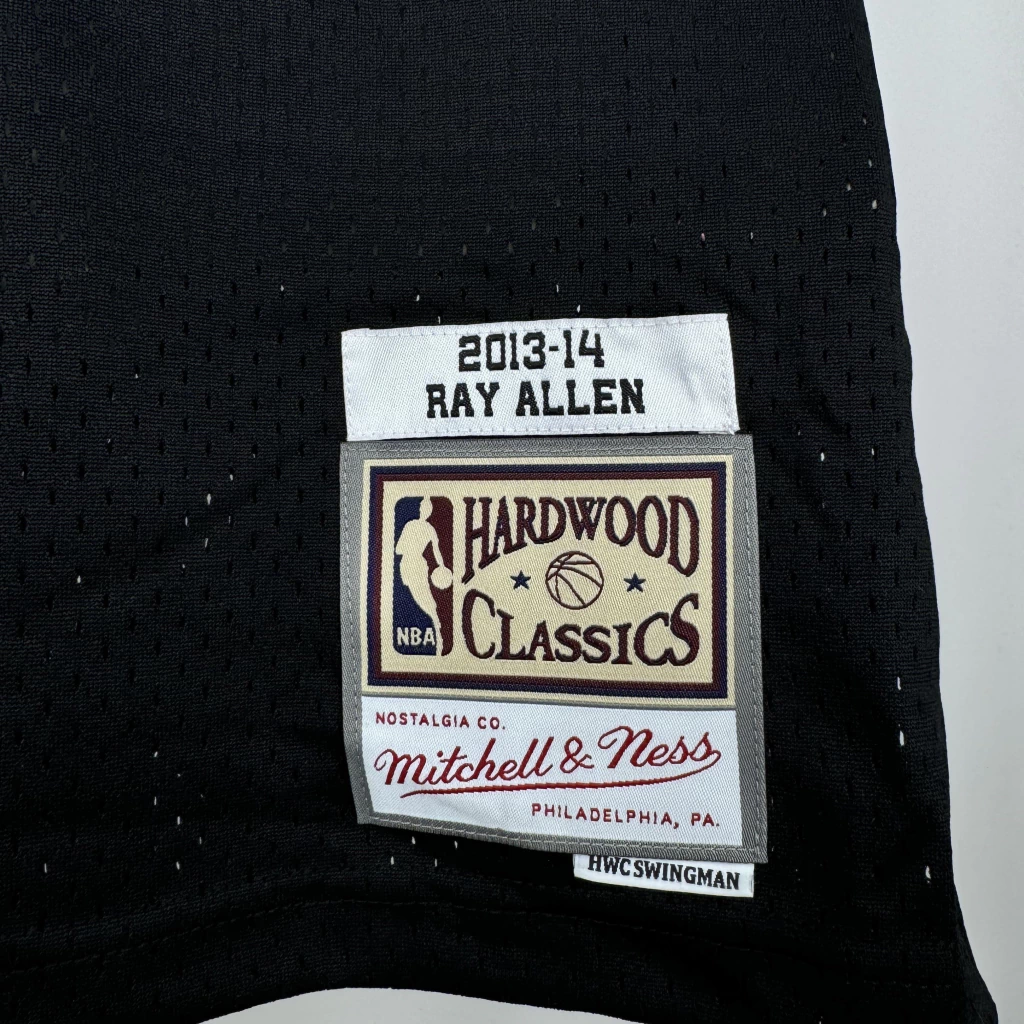 2013-14
RAY ALLEN
HARDWOOD
CLASSICS
NBA
NOSTALGIA CO.
Mitchell & Ness
PHILADELPHIA, PA.
HWC SWINGMAN